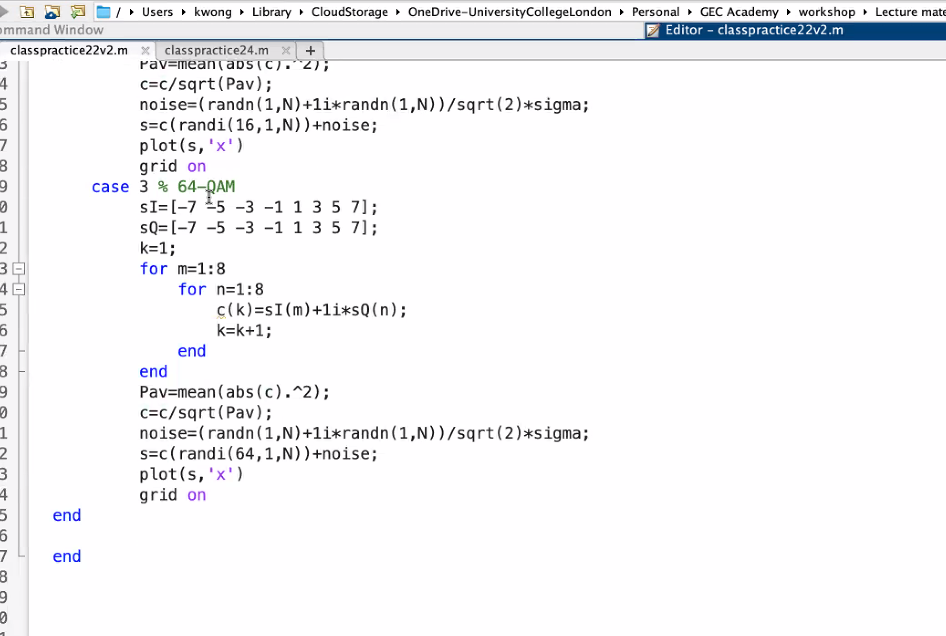 / ▸ Users ▸ kwong ▸ Library ▸ CloudStorage ▸ OneDrive-UniversityCollegeLondon ▸ Personal ▸ GEC Academy ▸ workshop ▸ Lecture mate
ommand Window
Editor – classpractice22v2.m
classpractice22v2.m × classpractice24.m × +
3 Pav=mean(abs(c).^2);
4 c=c/sqrt(Pav);
5 noise=(randn(1,N)+1i*randn(1,N))/sqrt(2)*sigma;
6 s=c(randi(16,1,N))+noise;
7 plot(s,'x')
8 grid on
9 case 3 % 64-QAM
0 sI=[-7 -5 -3 -1 1 3 5 7];
1 sQ=[-7 -5 -3 -1 1 3 5 7];
2 k=1;
3 for m=1:8
4 for n=1:8
5 c(k)=sI(m)+1i*sQ(n);
6 k=k+1;
7 end
8 end
9 Pav=mean(abs(c).^2);
0 c=c/sqrt(Pav);
1 noise=(randn(1,N)+1i*randn(1,N))/sqrt(2)*sigma;
2 s=c(randi(64,1,N))+noise;
3 plot(s,'x')
4 grid on
5 end
6
7 end
8
9
0